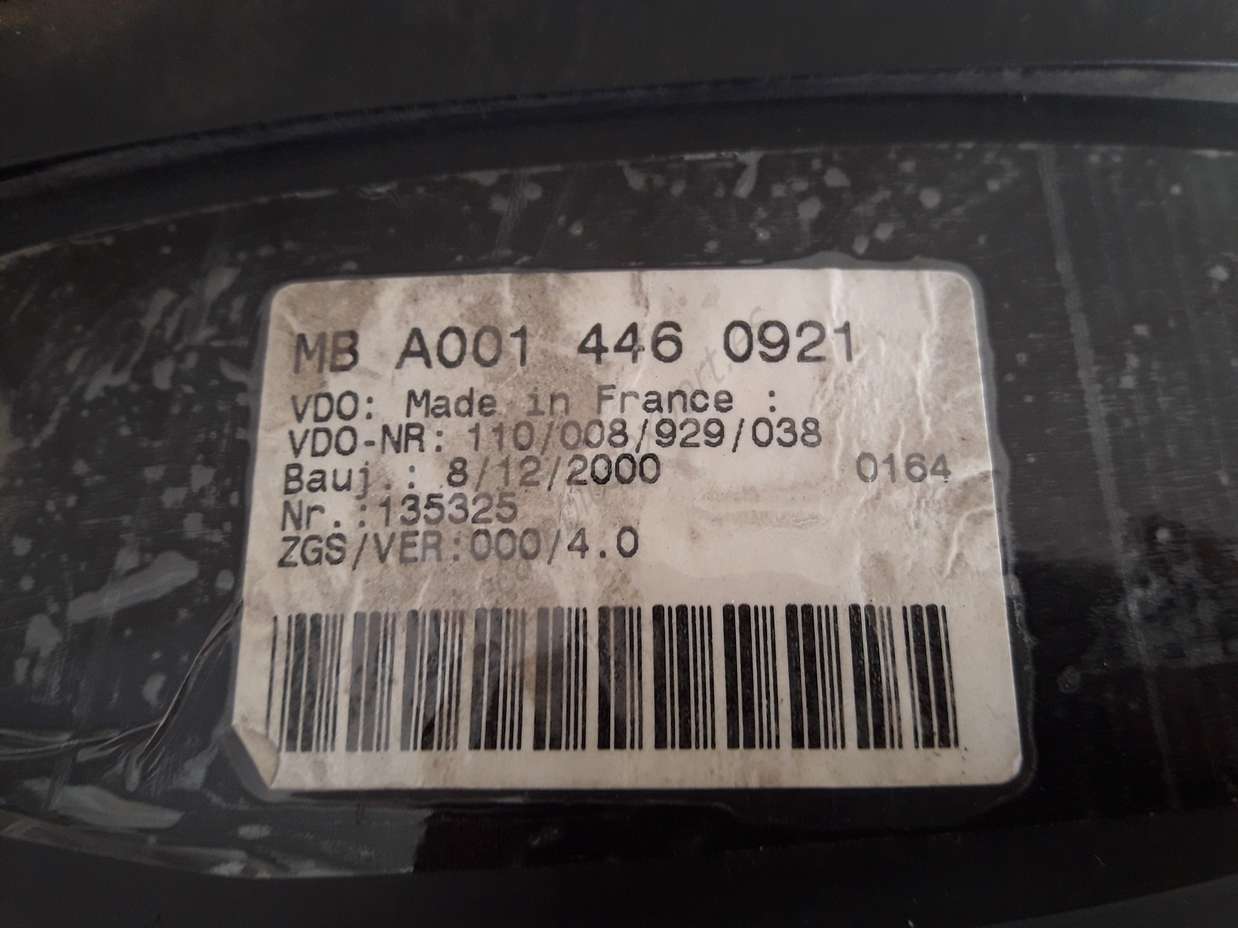 MB A001 446 0921
VDO: Made in France :
VDO-NR: 110/008/929/038
Bauj.: 8/12/2000 0164
Nr.:135325
ZGS/VER:000/4.0